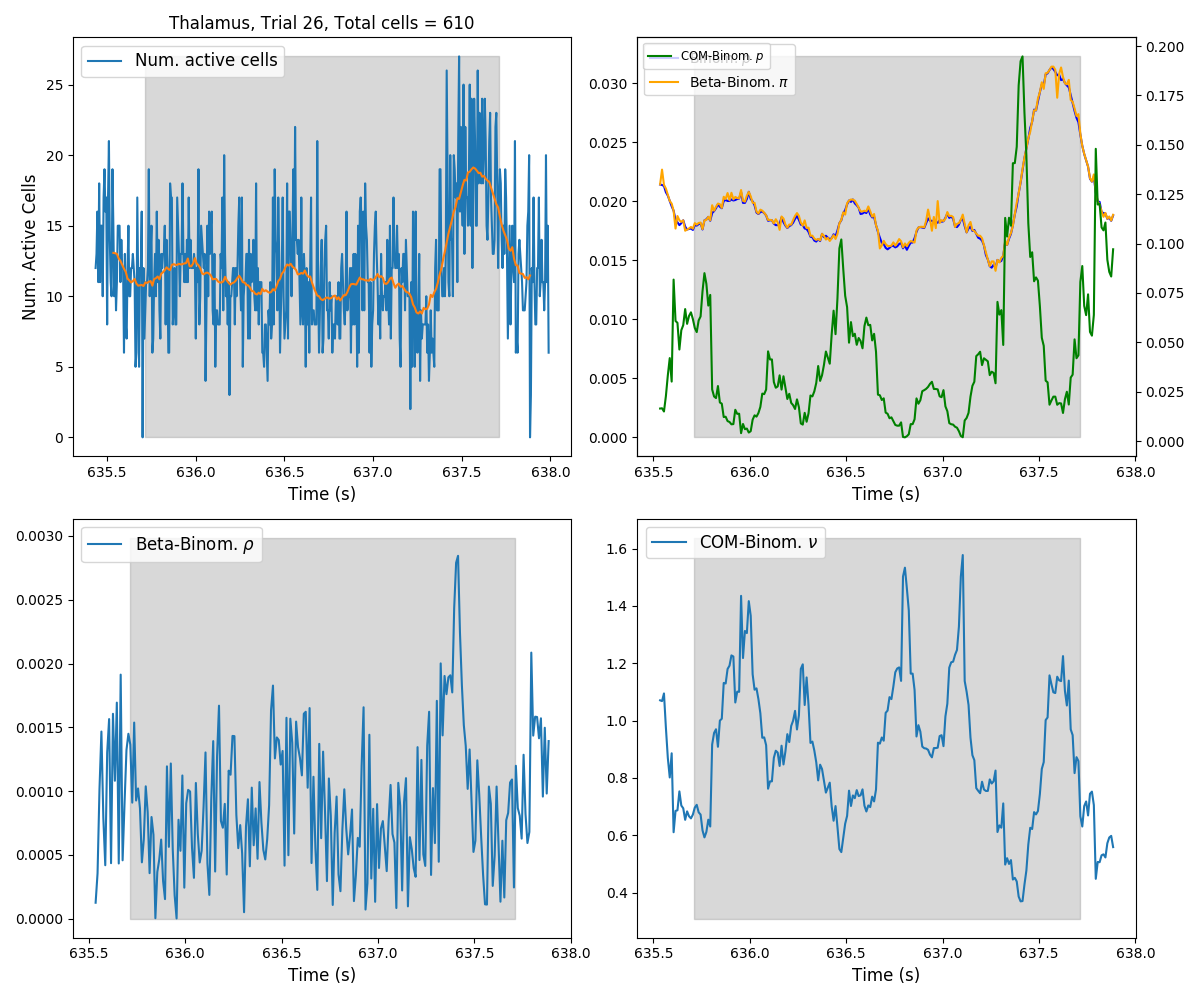 Thalamus, Trial 26, Total cells = 610
Num. active cells
Num. Active Cells
25
20
15
10
5
0
635.5 636.0 636.5 637.0 637.5 638.0
Time (s)
COM-Binom. p
Beta-Binom. π
0.030
0.025
0.020
0.015
0.010
0.005
0.000
0.200
0.175
0.150
0.125
0.100
0.075
0.050
0.025
0.000
635.5 636.0 636.5 637.0 637.5 638.0
Time (s)
Beta-Binom. ρ
0.0030
0.0025
0.0020
0.0015
0.0010
0.0005
0.0000
635.5 636.0 636.5 637.0 637.5 638.0
Time (s)
COM-Binom. ν
1.6
1.4
1.2
1.0
0.8
0.6
0.4
635.5 636.0 636.5 637.0 637.5 638.0
Time (s)